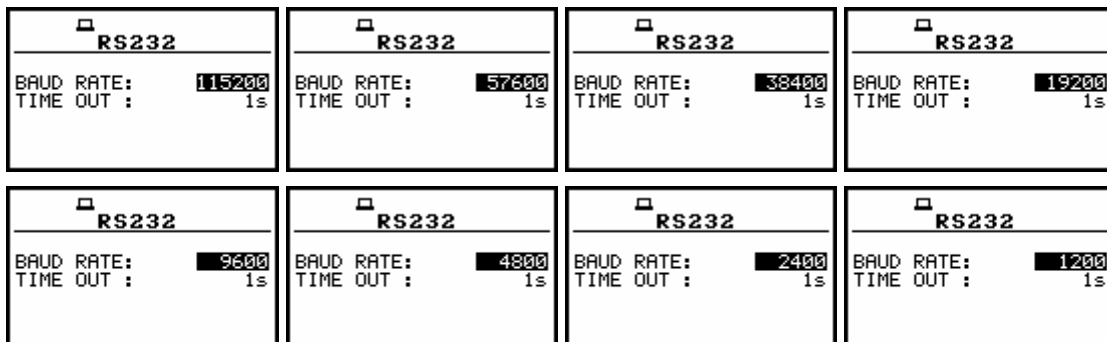 RS232
BAUD RATE: 115200
TIME OUT : 1s
RS232
BAUD RATE: 57600
TIME OUT : 1s
RS232
BAUD RATE: 38400
TIME OUT : 1s
RS232
BAUD RATE: 19200
TIME OUT : 1s
RS232
BAUD RATE: 9600
TIME OUT : 1s
RS232
BAUD RATE: 4800
TIME OUT : 1s
RS232
BAUD RATE: 2400
TIME OUT : 1s
RS232
BAUD RATE: 1200
TIME OUT : 1s